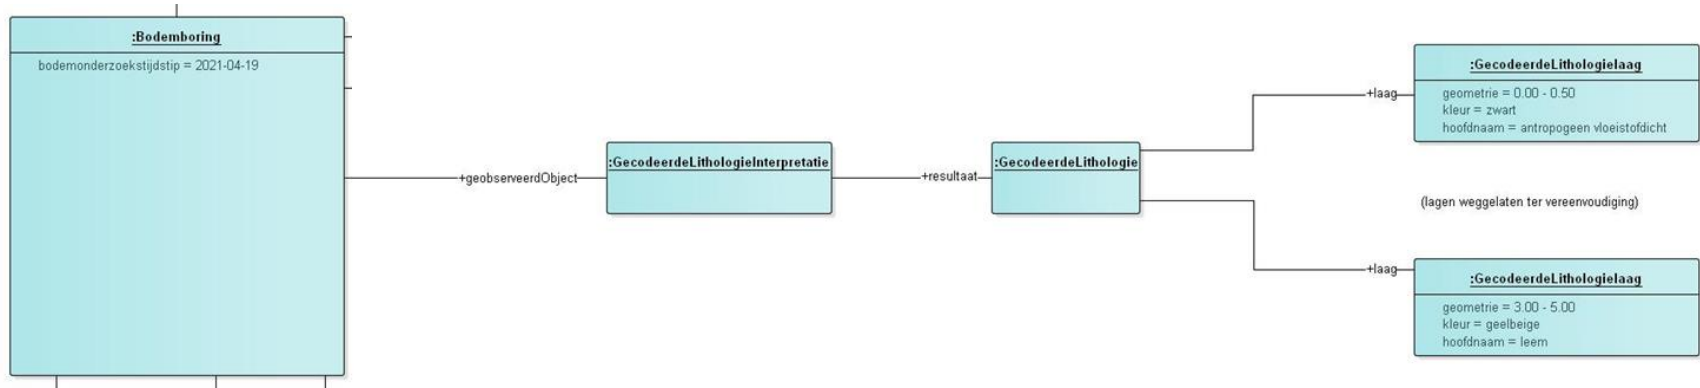 :Bodemboring
bodemonderzoekstijdstip = 2021-04-19
+geobserveerdObject
:GecodeerdeLithologieInterpretatie
+resultaat
:GecodeerdeLithologie
+laag
:GecodeerdeLithologielaag
geometrie = 0.00 - 0.50
kleur = zwart
hoofdnaam = antropogeen vloeistofdicht
(lagen weggelaten ter vereenvoudiging)
+laag
:GecodeerdeLithologielaag
geometrie = 3.00 - 5.00
kleur = geelbeige
hoofdnaam = leem